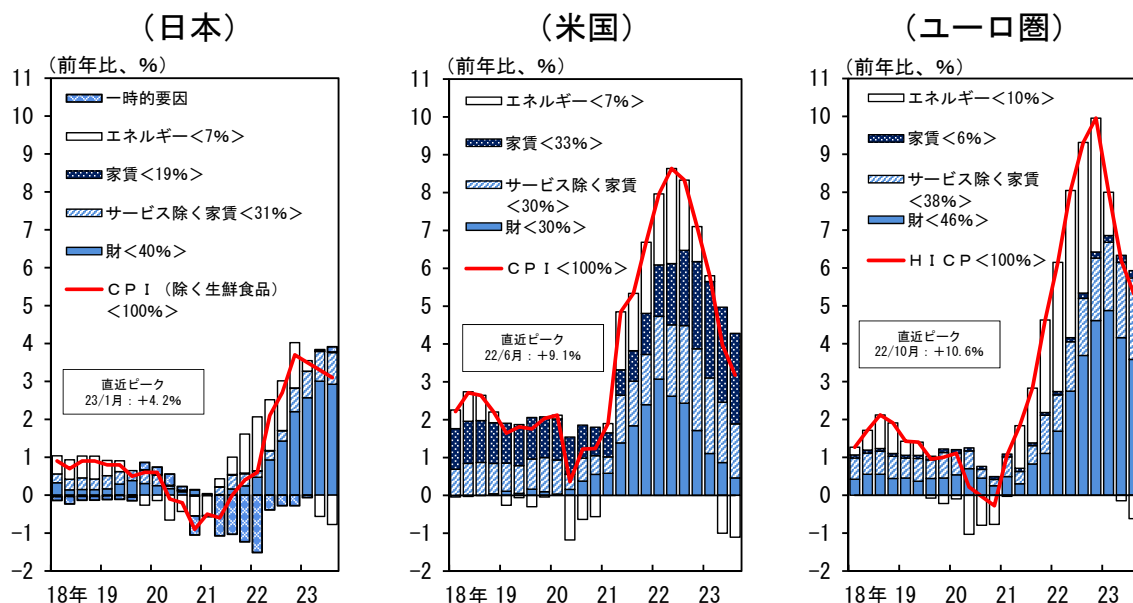 （日本）
（前年比、％）
一時的要因
エネルギー＜7%＞
家賃＜19%＞
サービス除く家賃＜31%＞
財＜40%＞
ＣＰＩ（除く生鮮食品）
＜100%＞
直近ピーク
23/1月：＋4.2%
11
10
9
8
7
6
5
4
3
2
1
0
−1
−2
18年 19 20 21 22 23
（米国）
（前年比、％）
エネルギー＜7%＞
家賃＜33%＞
サービス除く家賃
＜30%＞
財＜30%＞
ＣＰＩ＜100%＞
直近ピーク
22/6月：＋9.1%
11
10
9
8
7
6
5
4
3
2
1
0
−1
−2
18年 19 20 21 22 23
（ユーロ圏）
（前年比、％）
エネルギー＜10%＞
家賃＜6%＞
サービス除く家賃
＜38%＞
財＜46%＞
ＨＩＣＰ＜100%＞
直近ピーク
22/10月：＋10.6%
11
10
9
8
7
6
5
4
3
2
1
0
−1
−2
18年 19 20 21 22 23